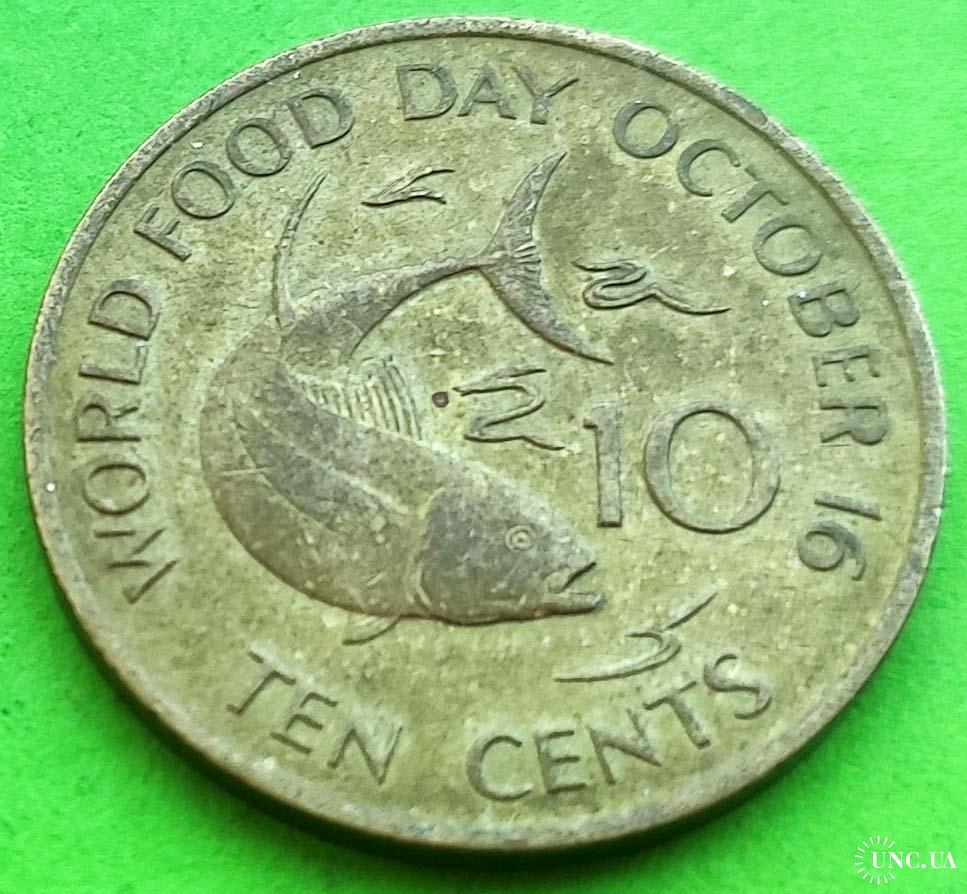 WORLD FOOD DAY OCTOBER 16
10
TEN CENTS
UNC.UA